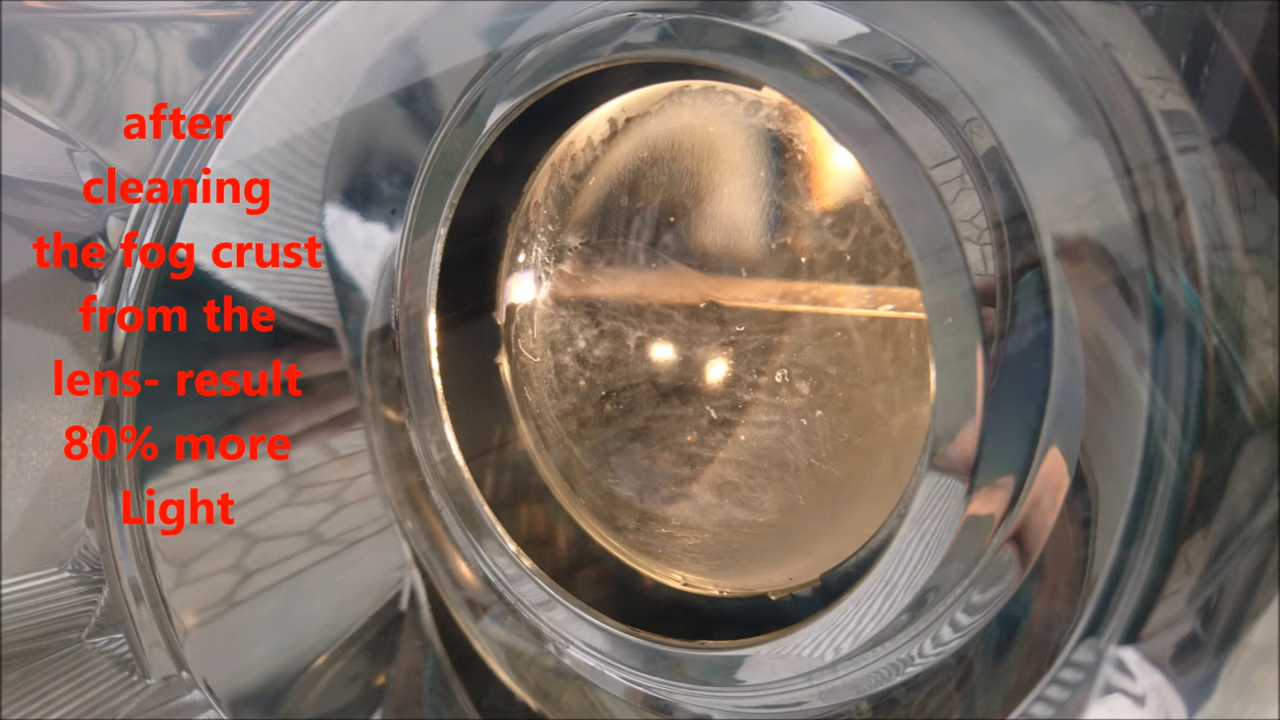 after
cleaning
the fog crust
from the
lens- result
80% more
Light